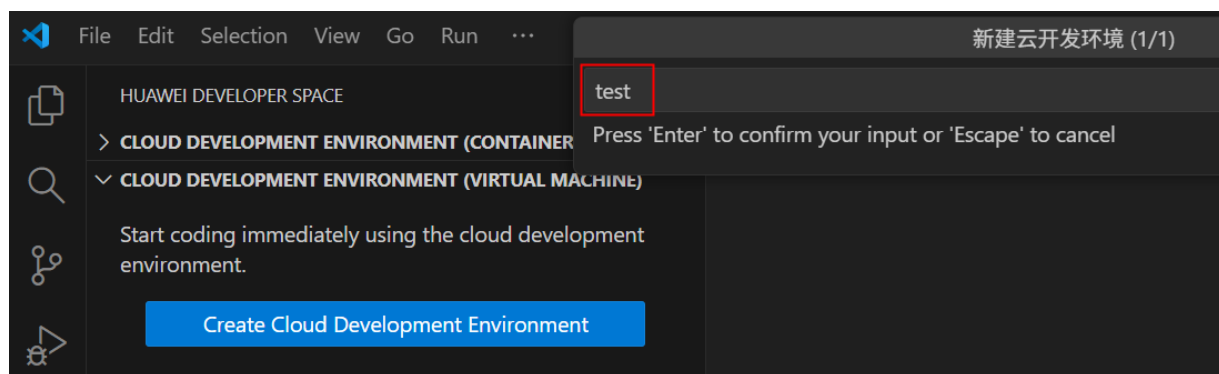 File Edit Selection View Go Run ···
新建云开发环境 (1/1)
test
Press 'Enter' to confirm your input or 'Escape' to cancel
HUAWEI DEVELOPER SPACE
CLOUD DEVELOPMENT ENVIRONMENT (CONTAINER
CLOUD DEVELOPMENT ENVIRONMENT (VIRTUAL MACHINE)
Start coding immediately using the cloud development
environment.
Create Cloud Development Environment